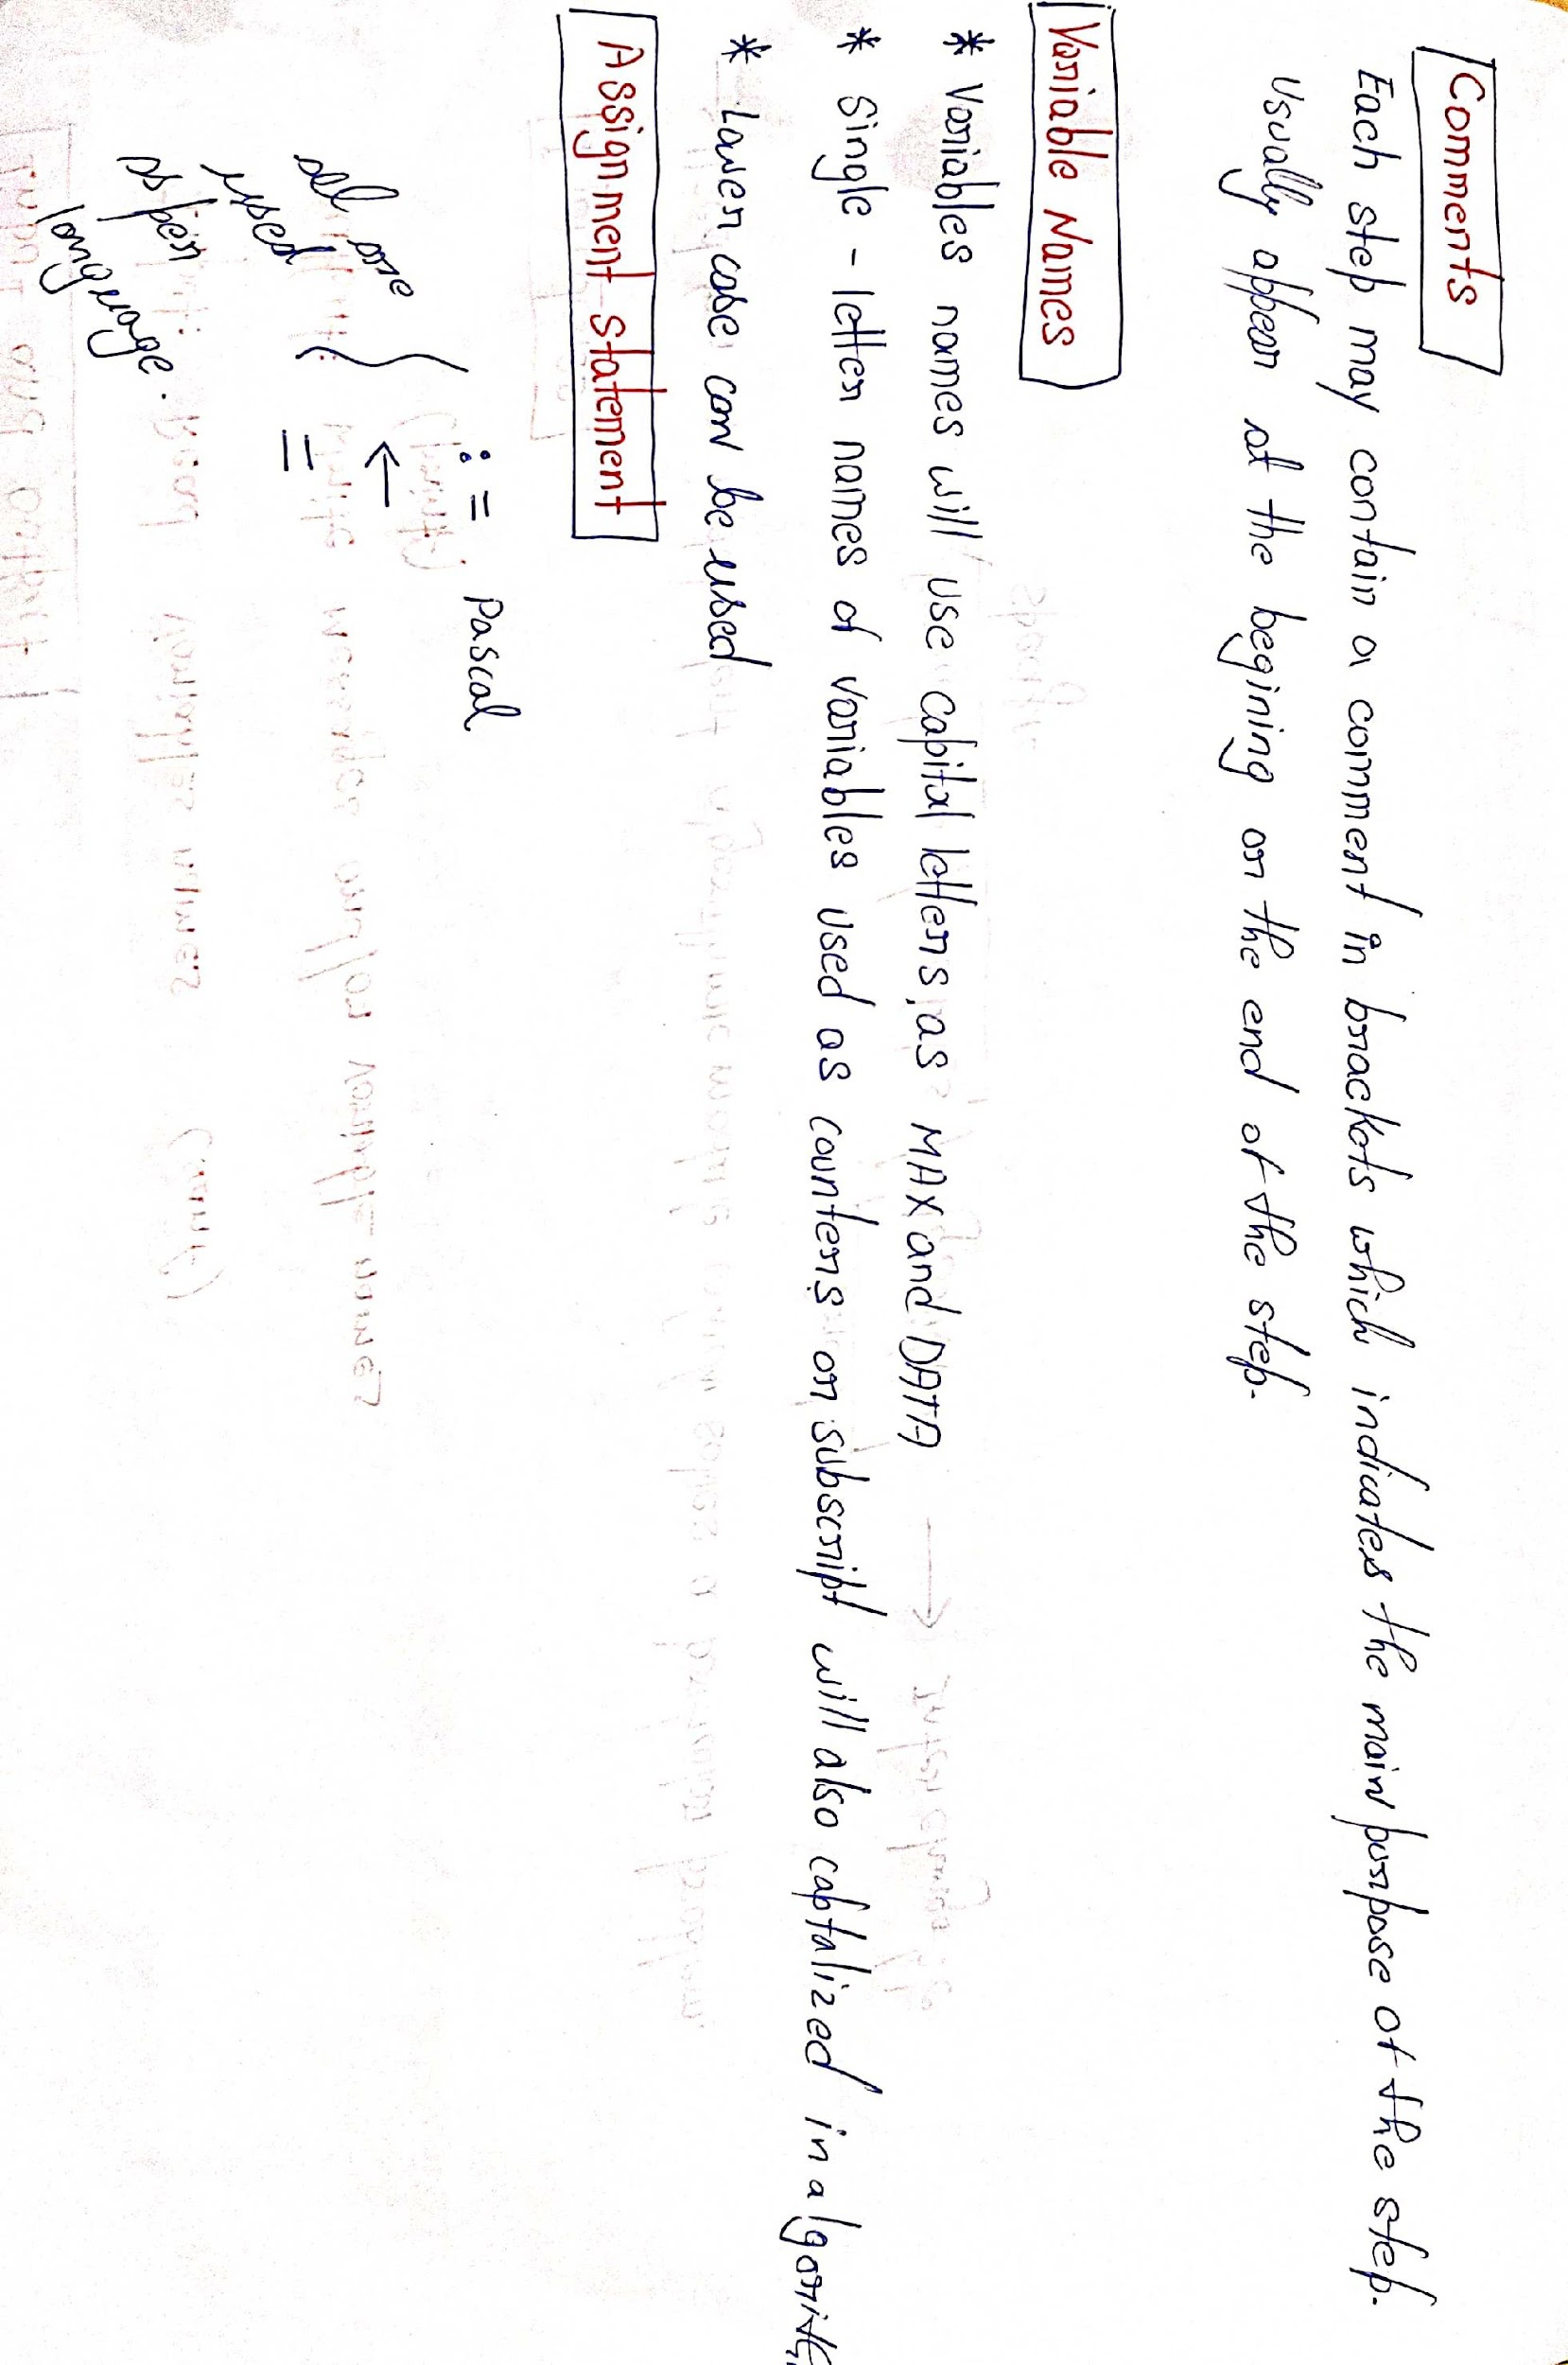 Comments
Each step may contain a comment in brackets which indicates the main purpose of the step.
Usually appear at the begining or the end of the step.
Variable Names
* Variables names will use capital letters, as MAX and DATA
* Single - letter names of variables used as counters or subscript will also captalized in algorith
* Lower case can be used
Assignment statement
:= Pascal
←
=
all are
used
as per
language.